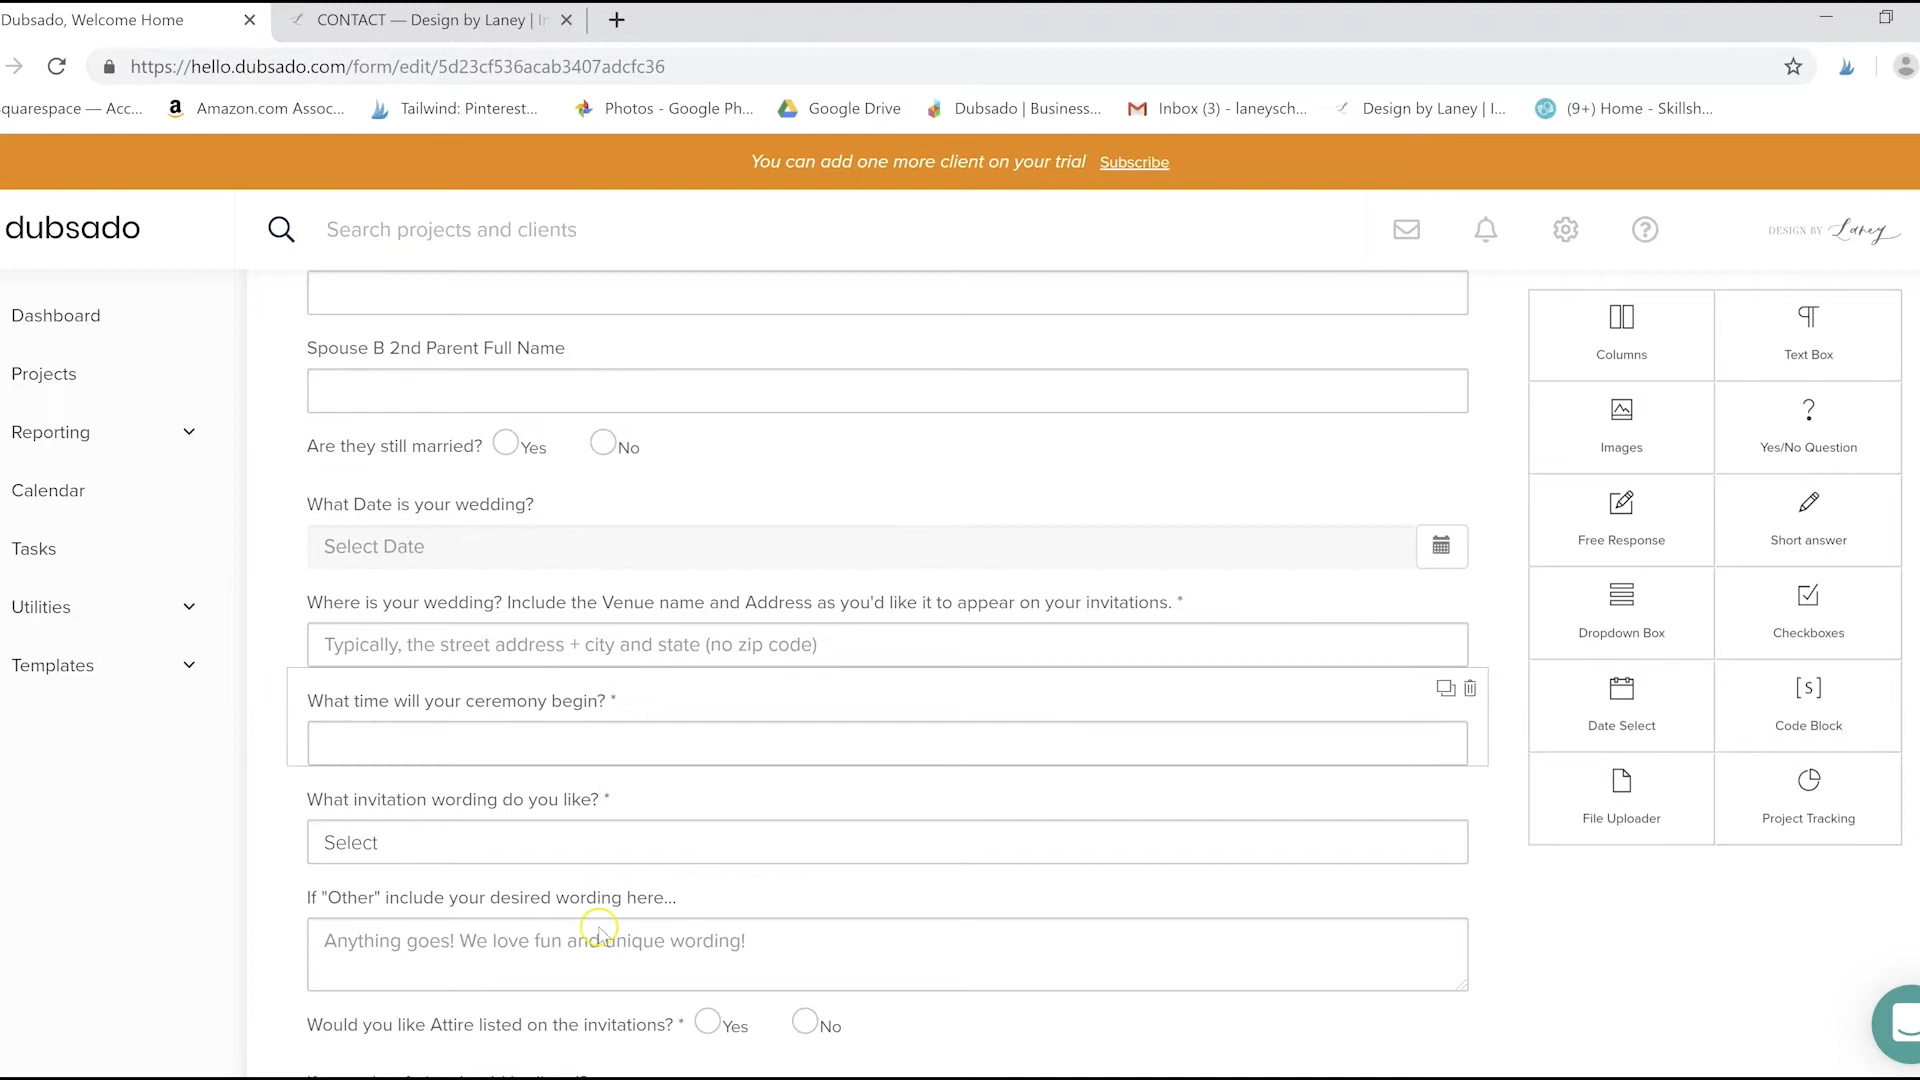 Dubsado, Welcome Home
CONTACT — Design by Laney | In
https://hello.dubsado.com/form/edit/5d23cf536acab3407adcfc36
quarespace — Acc...
Amazon.com Assoc...
Tailwind: Pinterest...
Photos - Google Ph...
Google Drive
Dubsado | Business...
Inbox (3) - laneysch...
Design by Laney | I...
(9+) Home - Skillsh...
You can add one more client on your trial Subscribe
dubsado
Search projects and clients
DESIGN BY Laney
Dashboard
Projects
Reporting
Calendar
Tasks
Utilities
Templates
Spouse B 2nd Parent Full Name
Are they still married? Yes No
What Date is your wedding?
Select Date
Where is your wedding? Include the Venue name and Address as you'd like it to appear on your invitations. *
Typically, the street address + city and state (no zip code)
What time will your ceremony begin? *
What invitation wording do you like? *
Select
If "Other" include your desired wording here...
Anything goes! We love fun and unique wording!
Would you like Attire listed on the invitations? * Yes No
Columns
Text Box
Images
Yes/No Question
Free Response
Short answer
Dropdown Box
Checkboxes
Date Select
[s]
Code Block
File Uploader
Project Tracking